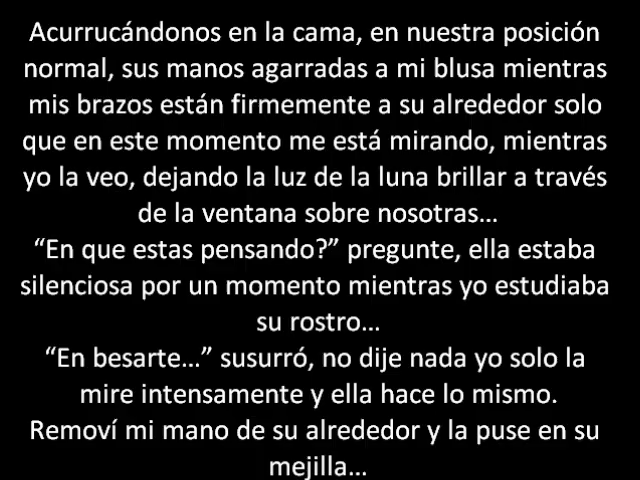 Acurrucándonos en la cama, en nuestra posición
normal, sus manos agarradas a mi blusa mientras
mis brazos están firmemente a su alrededor solo
que en este momento me está mirando, mientras
yo la veo, dejando la luz de la luna brillar a través
de la ventana sobre nosotras...
“En que estas pensando?” pregunte, ella estaba
silenciosa por un momento mientras yo estudiaba
su rostro...
“En besarte...” susurró, no dije nada yo solo la
mire intensamente y ella hace lo mismo.
Removí mi mano de su alrededor y la puse en su
mejilla...